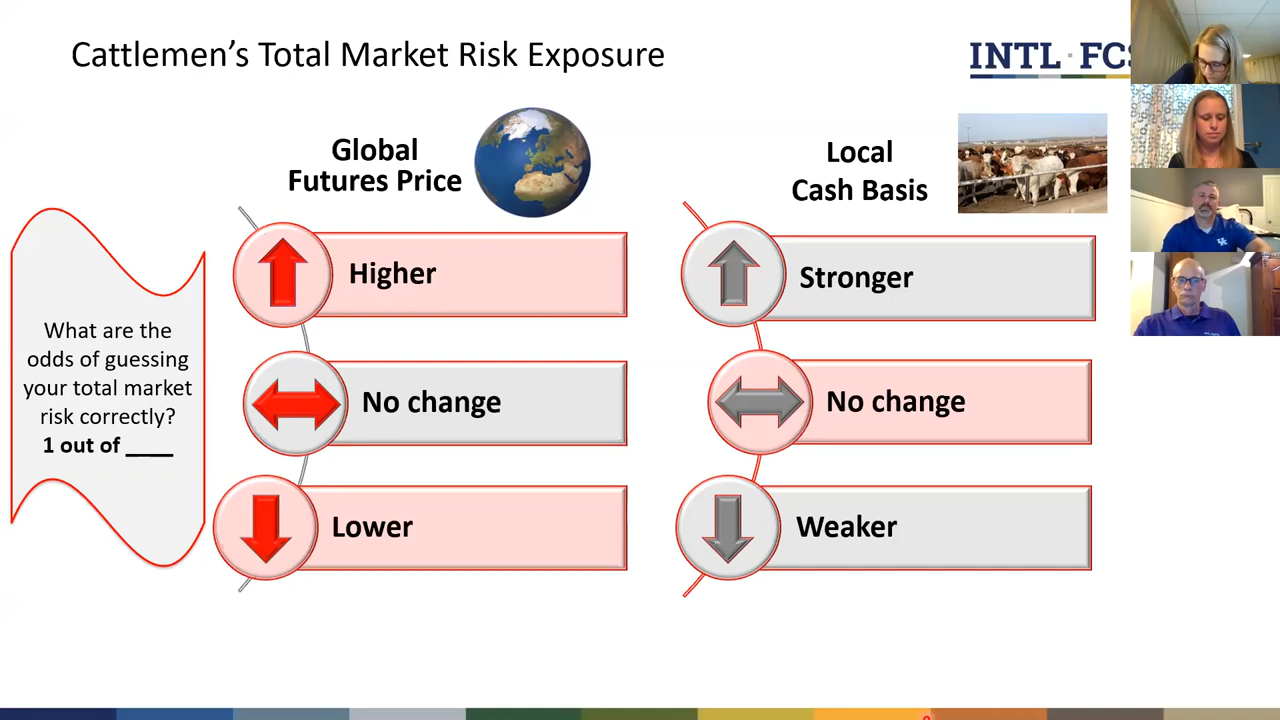 Cattlemen's Total Market Risk Exposure
INTL FCS
Global
Futures Price
Local
Cash Basis
Higher
Stronger
What are the
odds of guessing
your total market
risk correctly?
1 out of ____
No change
No change
Lower
Weaker